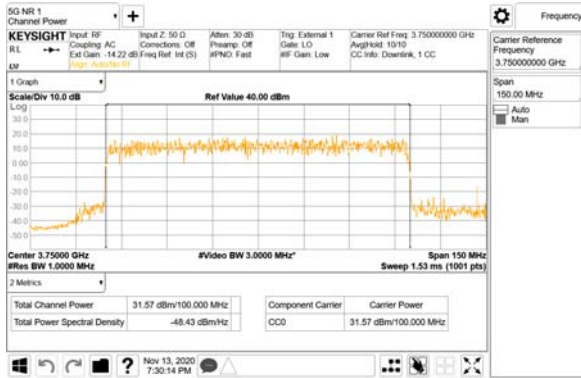 5G NR 1
Channel Power
Frequency
KEYSIGHT
RL
LXI
Input: RF
Coupling: AC
Ext Gain: -14.22 dB
Align: Auto/No RF
Input Z: 50 Ω
Corrections: Off
Freq Ref: Int (S)
Atten: 30 dB
Preamp: Off
#PNO: Fast
Trig: External 1
Gate: LO
#IF Gain: Low
Carrier Ref Freq: 3.750000000 GHz
Avg|Hold: 10/10
CC Info: Downlink, 1 CC
Carrier Reference
Frequency
3.750000000 GHz
Span
150.00 MHz
Auto
Man
1 Graph
Scale/Div 10.0 dB
Ref Value 40.00 dBm
Log
30.0
20.0
10.0
0.00
-10.0
-20.0
-30.0
-40.0
-50.0
Center 3.75000 GHz
#Video BW 3.0000 MHz*
Span 150 MHz
#Res BW 1.0000 MHz
Sweep 1.53 ms (1001 pts)
2 Metrics
Total Channel Power 31.57 dBm/100.000 MHz
Total Power Spectral Density -48.43 dBm/Hz
Component Carrier Carrier Power
CC0 31.57 dBm/100.000 MHz
?
Nov 13, 2020
7:30:14 PM